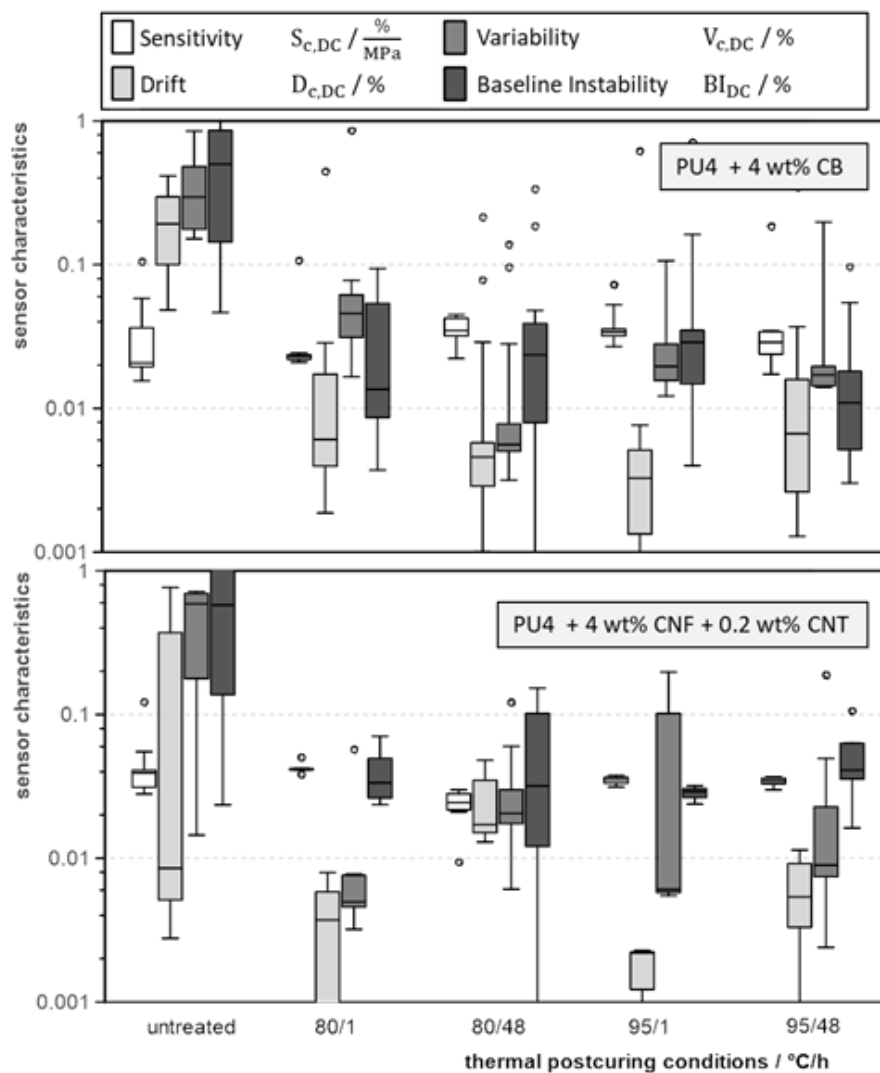 Sensitivity S_c,DC / %/MPa Variability V_c,DC / %
Drift D_c,DC / % Baseline Instability BI_DC / %
sensor characteristics
1
0.1
0.01
0.001
PU4 + 4 wt% CB
sensor characteristics
1
0.1
0.01
0.001
PU4 + 4 wt% CNF + 0.2 wt% CNT
untreated 80/1 80/48 95/1 95/48
thermal postcuring conditions / °C/h